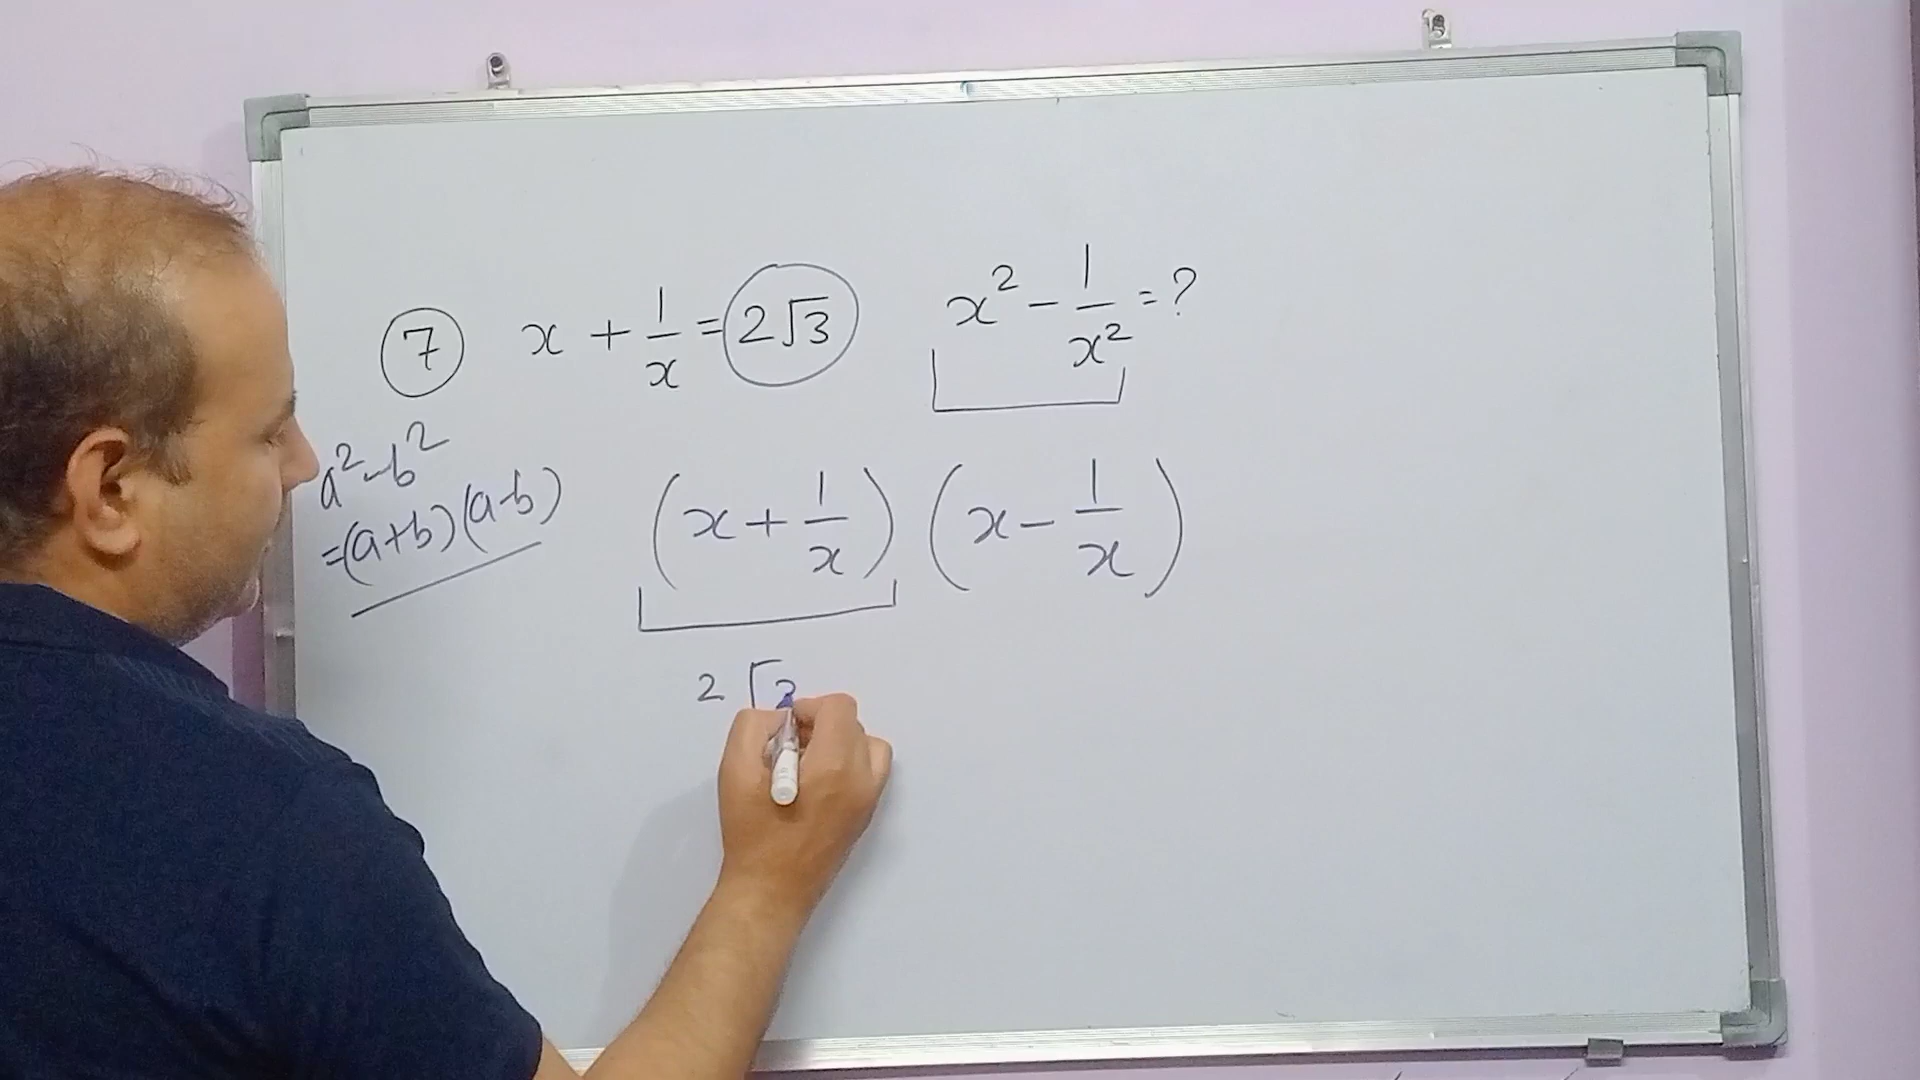 ⑦ x + 1/x = 2√3    x² - 1/x² = ?
a² - b²
= (a+b)(a-b)
(x + 1/x) (x - 1/x)
2√